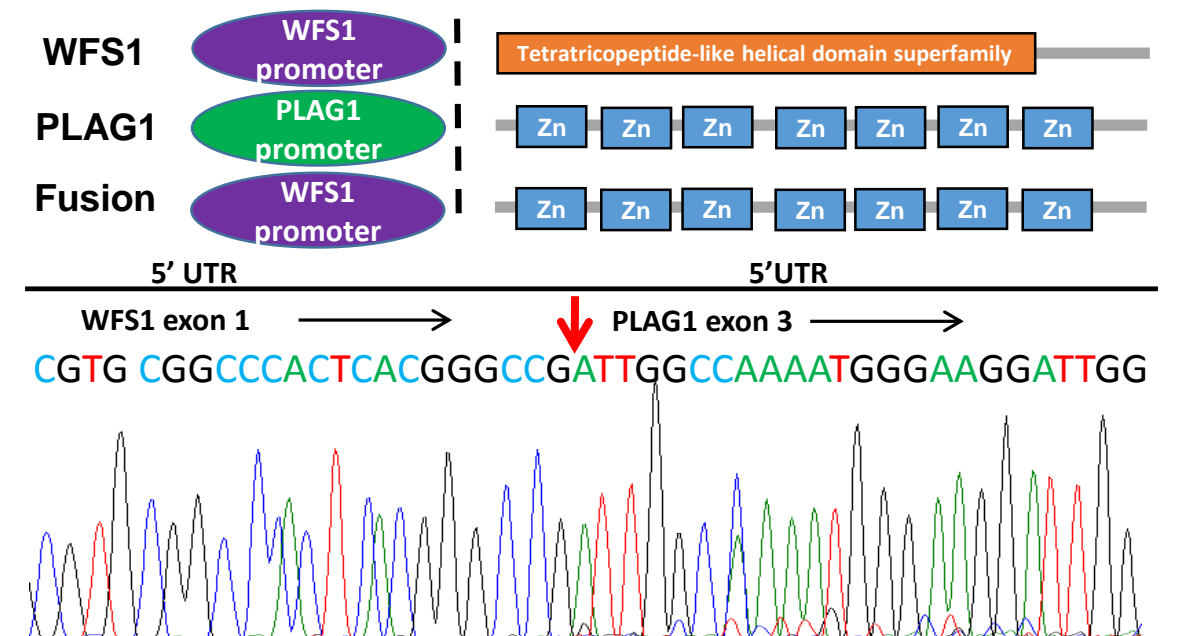 WFS1
WFS1 promoter
Tetratricopeptide-like helical domain superfamily
PLAG1
PLAG1 promoter
Zn Zn Zn Zn Zn Zn Zn
Fusion
WFS1 promoter
Zn Zn Zn Zn Zn Zn Zn
5’ UTR 5’UTR
WFS1 exon 1 PLAG1 exon 3
CGTG CGGCCCACTCACGGGCCGATTGGCCAAAATGGGAAGGATTGG